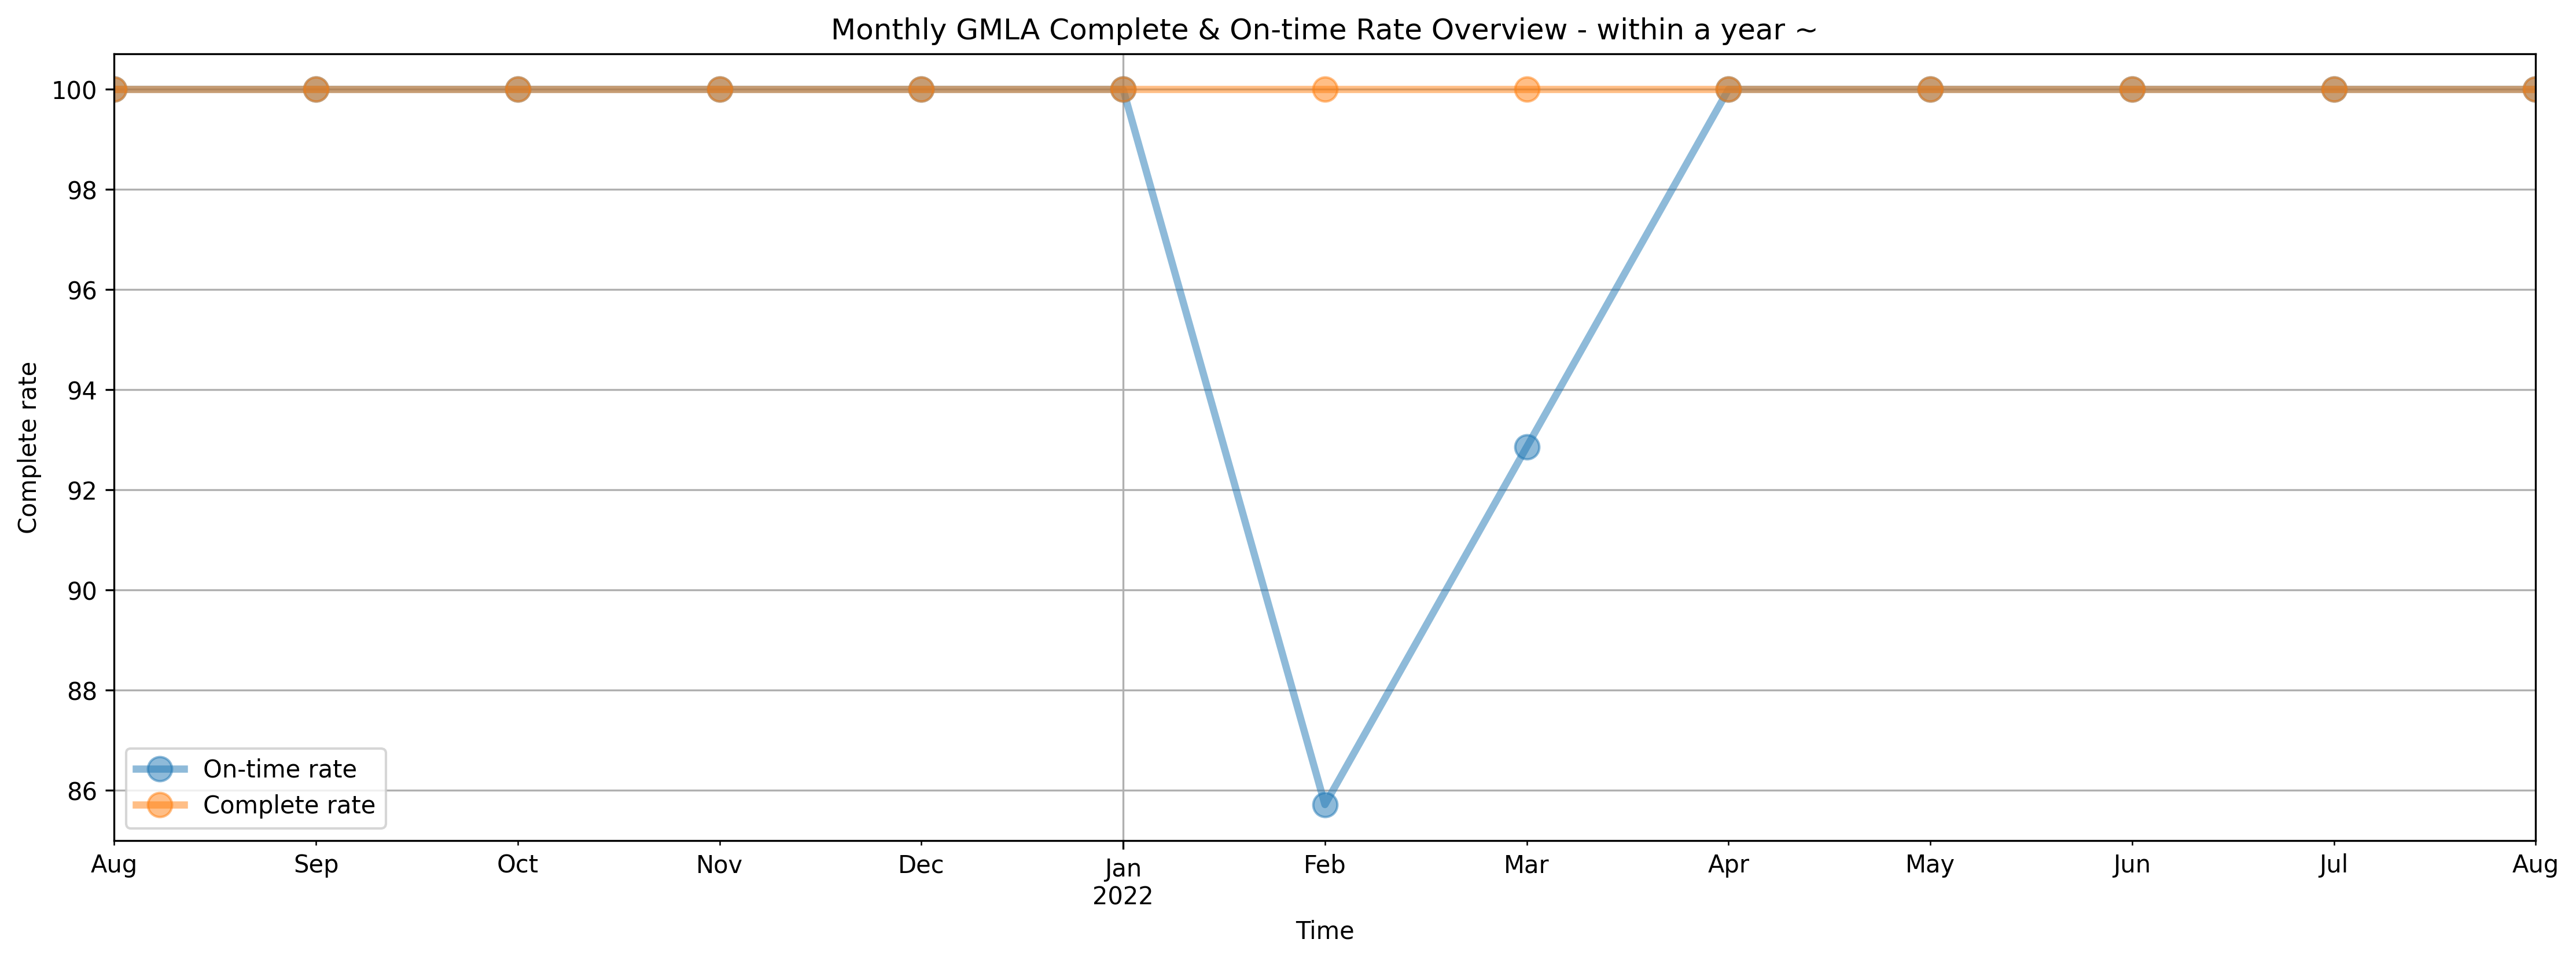 Monthly GMLA Complete & On-time Rate Overview - within a year ~
Complete rate
100
98
96
94
92
90
88
86
On-time rate
Complete rate
Aug Sep Oct Nov Dec Jan Feb Mar Apr May Jun Jul Aug
2022
Time